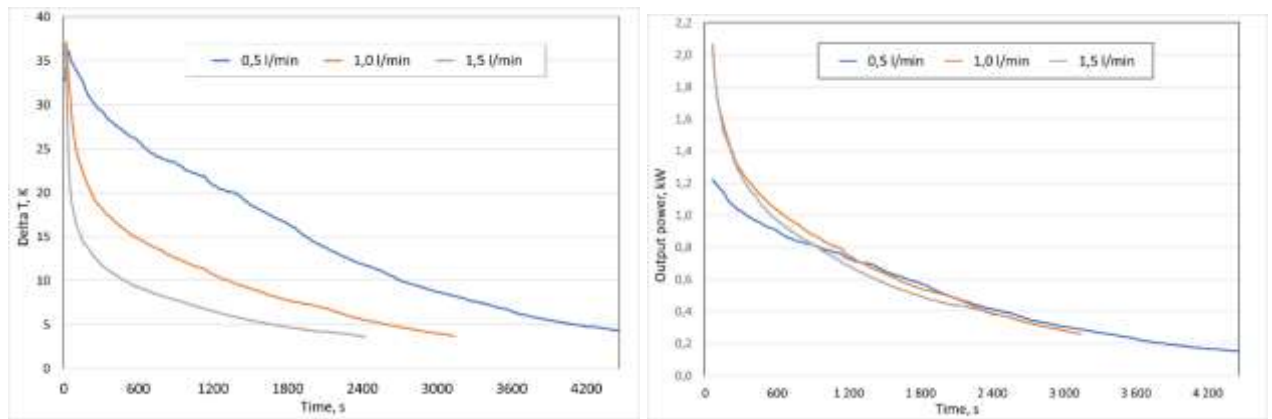 40
35
30
25
20
15
10
5
0
Delta T, K
0,5 l/min 1,0 l/min 1,5 l/min
0 600 1200 1800 2400 3000 3600 4200
Time, s
2,2
2,0
1,8
1,6
1,4
1,2
1,0
0,8
0,6
0,4
0,2
0,0
Output power, kW
0,5 l/min 1,0 l/min 1,5 l/min
0 600 1 200 1 800 2 400 3 000 3 600 4 200
Time, s